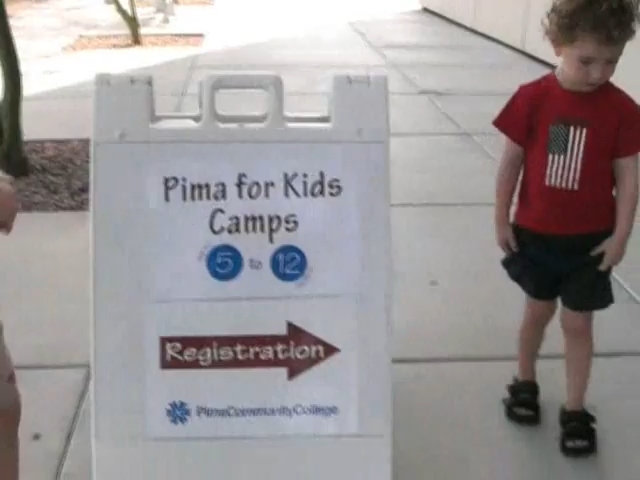 Pima for Kids
Camps
5 to 12
Registration
PimaCommunityCollege